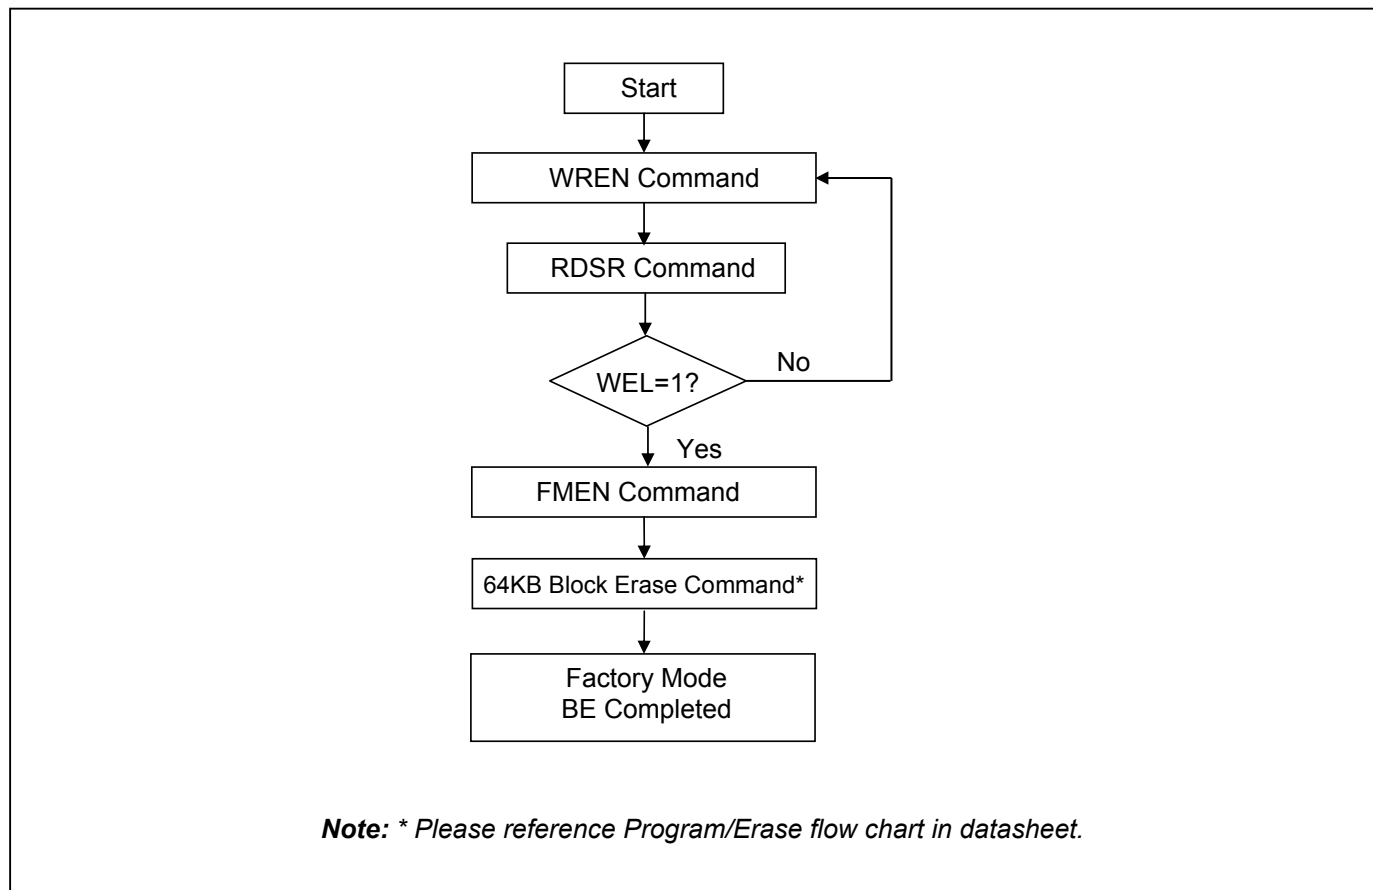 Start
WREN Command
RDSR Command
WEL=1?
No
Yes
FMEN Command
64KB Block Erase Command*
Factory Mode
BE Completed
Note: * Please reference Program/Erase flow chart in datasheet.